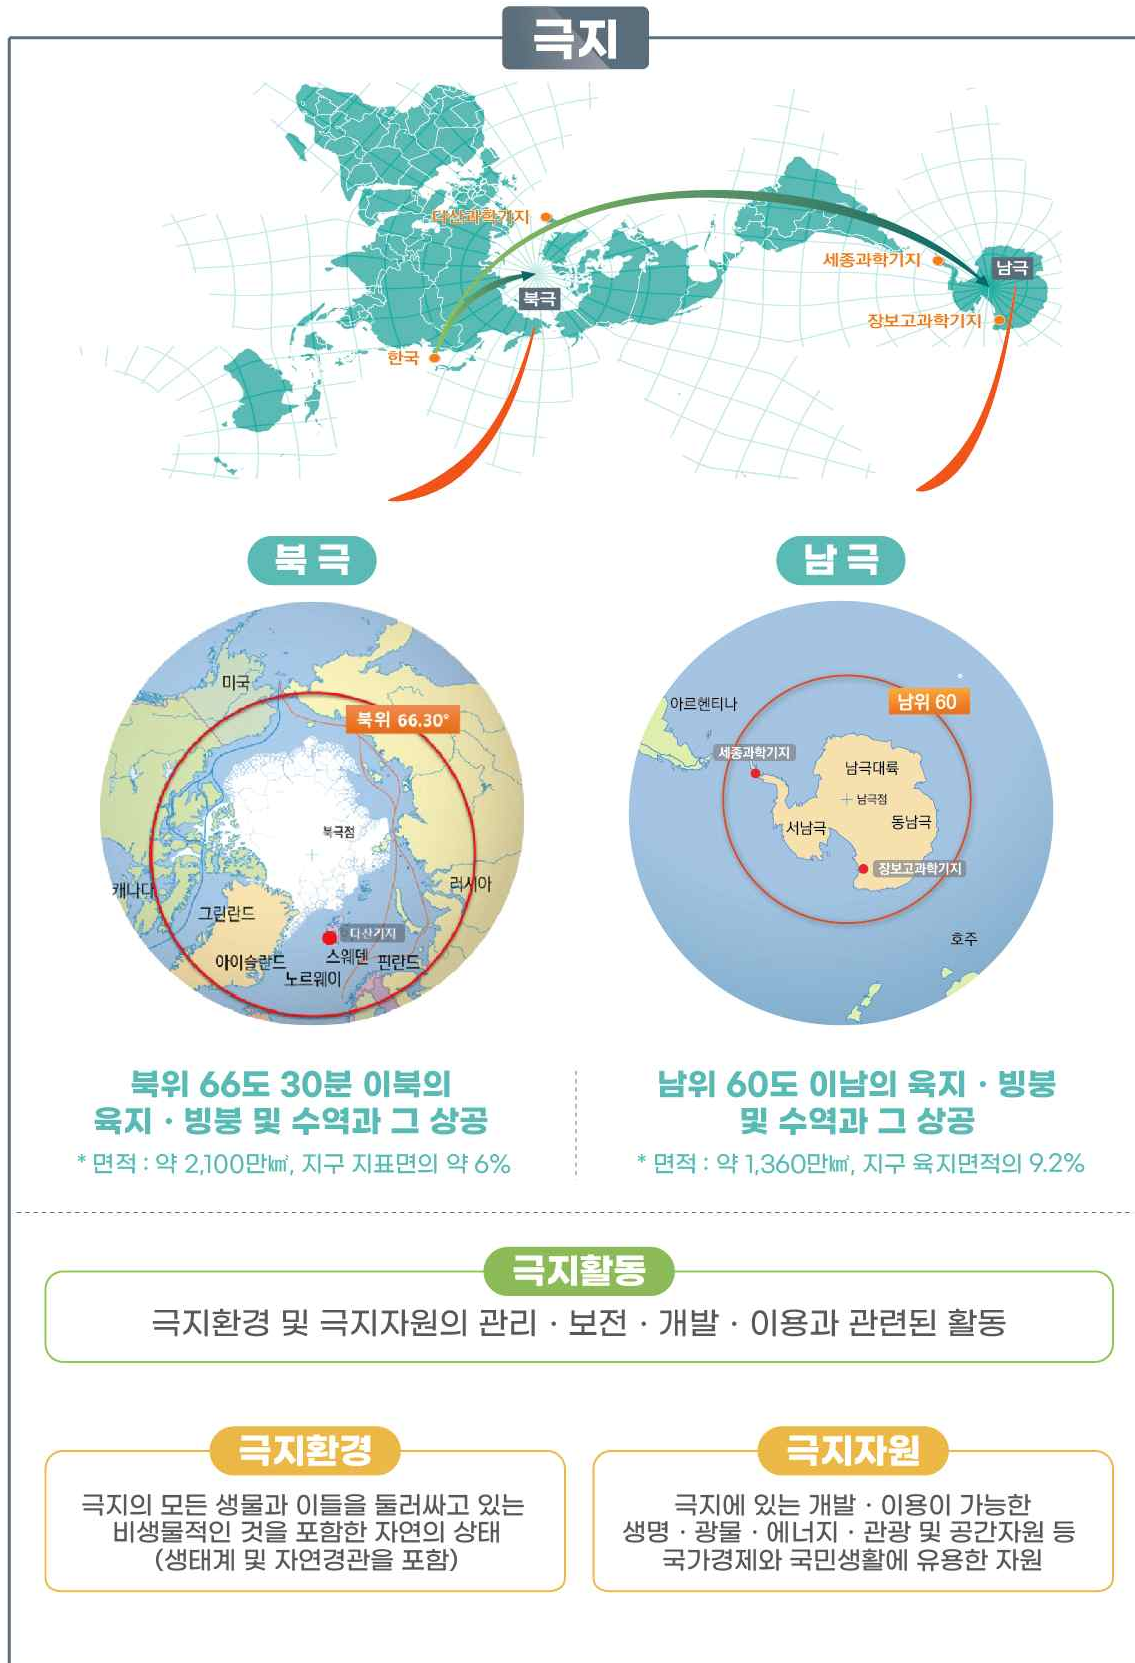 극지
다산과학기지
세종과학기지
남극
북극
장보고과학기지
한국
북극
남극
미국
북위 66.30°
북극점
캐나다
러시아
그린란드
다산기지
아이슬란드
스웨덴
핀란드
노르웨이
아르헨티나
남위 60
세종과학기지
남극대륙
남극점
서남극
동남극
장보고과학기지
호주
북위 66도 30분 이북의
육지 · 빙붕 및 수역과 그 상공
* 면적 : 약 2,100만㎢, 지구 지표면의 약 6%
남위 60도 이남의 육지 · 빙붕
및 수역과 그 상공
* 면적 : 약 1,360만㎢, 지구 육지면적의 9.2%
극지활동
극지환경 및 극지자원의 관리 · 보전 · 개발 · 이용과 관련된 활동
극지환경
극지의 모든 생물과 이들을 둘러싸고 있는
비생물적인 것을 포함한 자연의 상태
(생태계 및 자연경관을 포함)
극지자원
극지에 있는 개발 · 이용이 가능한
생명 · 광물 · 에너지 · 관광 및 공간자원 등
국가경제와 국민생활에 유용한 자원